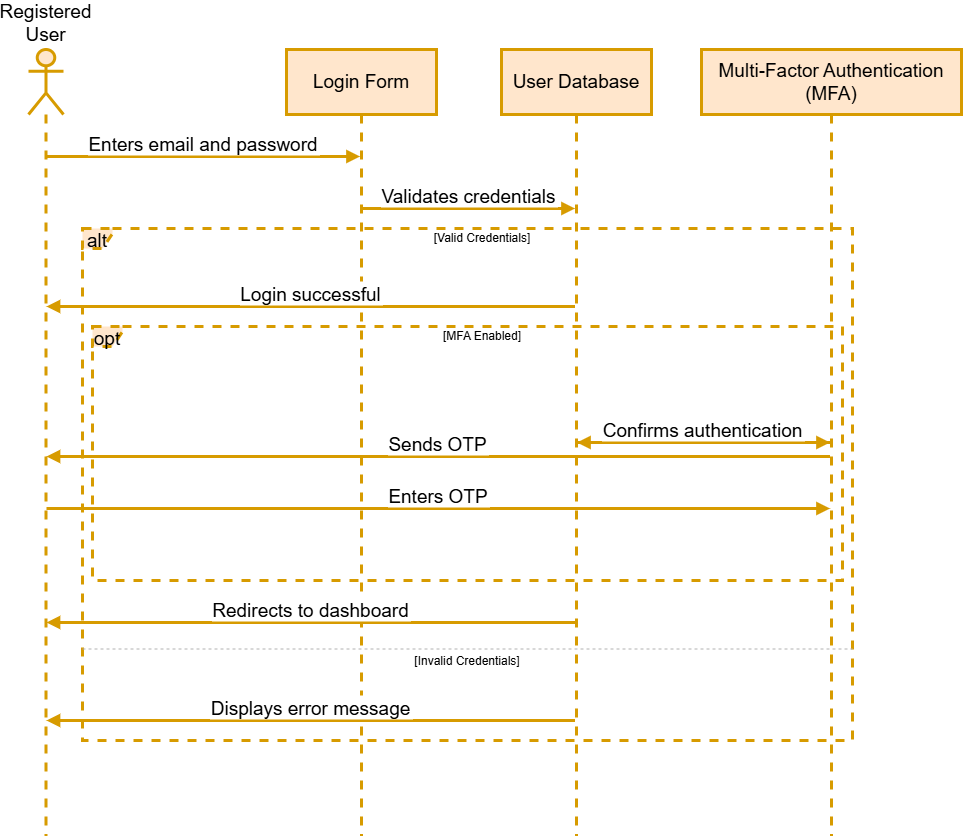 Registered
User
Login Form
User Database
Multi-Factor Authentication
(MFA)
Enters email and password
Validates credentials
alt
[Valid Credentials]
Login successful
opt
[MFA Enabled]
Confirms authentication
Sends OTP
Enters OTP
Redirects to dashboard
[Invalid Credentials]
Displays error message